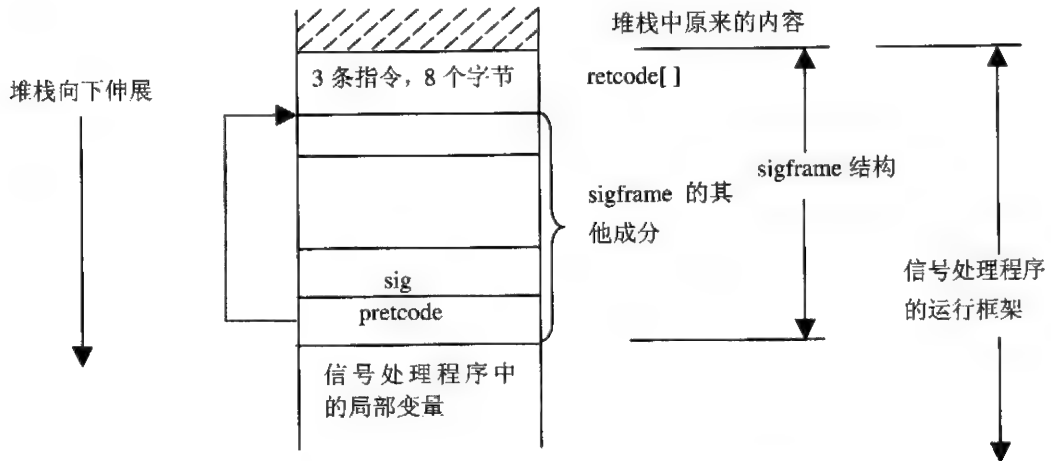 堆栈中原来的内容
3 条指令，8 个字节
retcode[ ]
堆栈向下伸展
sigframe 结构
sigframe 的其
他成分
信号处理程序
的运行框架
sig
pretcode
信号处理程序中
的局部变量